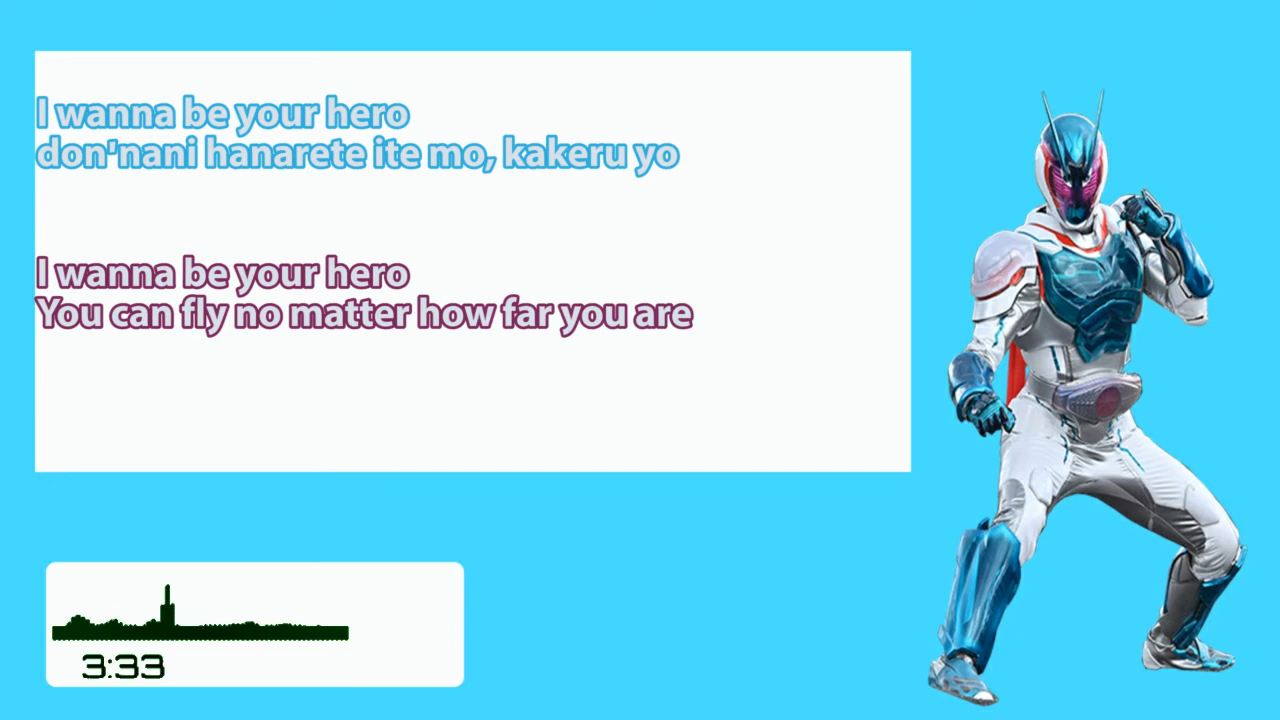 I wanna be your hero
don'nani hanarete ite mo, kakeru yo
I wanna be your hero
You can fly no matter how far you are
3:33